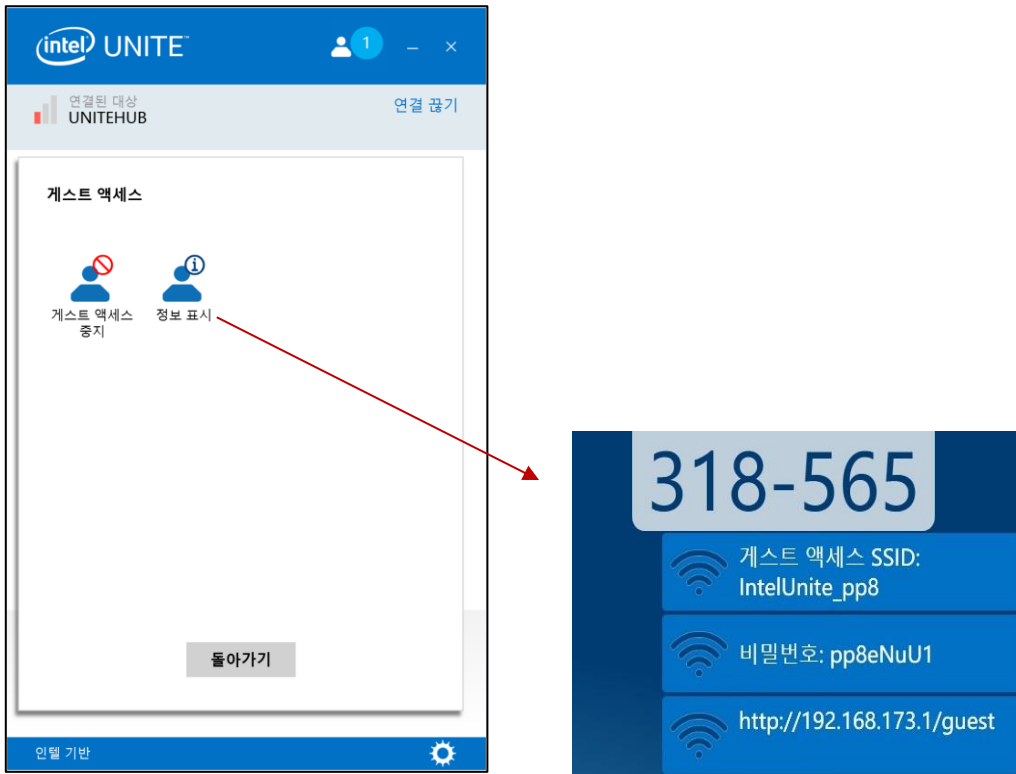 intel UNITE™
1
연결된 대상
UNITEHUB
연결 끊기
게스트 액세스
게스트 액세스
중지
정보 표시
돌아가기
인텔 기반
318-565
게스트 액세스 SSID:
IntelUnite_pp8
비밀번호: pp8eNuU1
http://192.168.173.1/guest